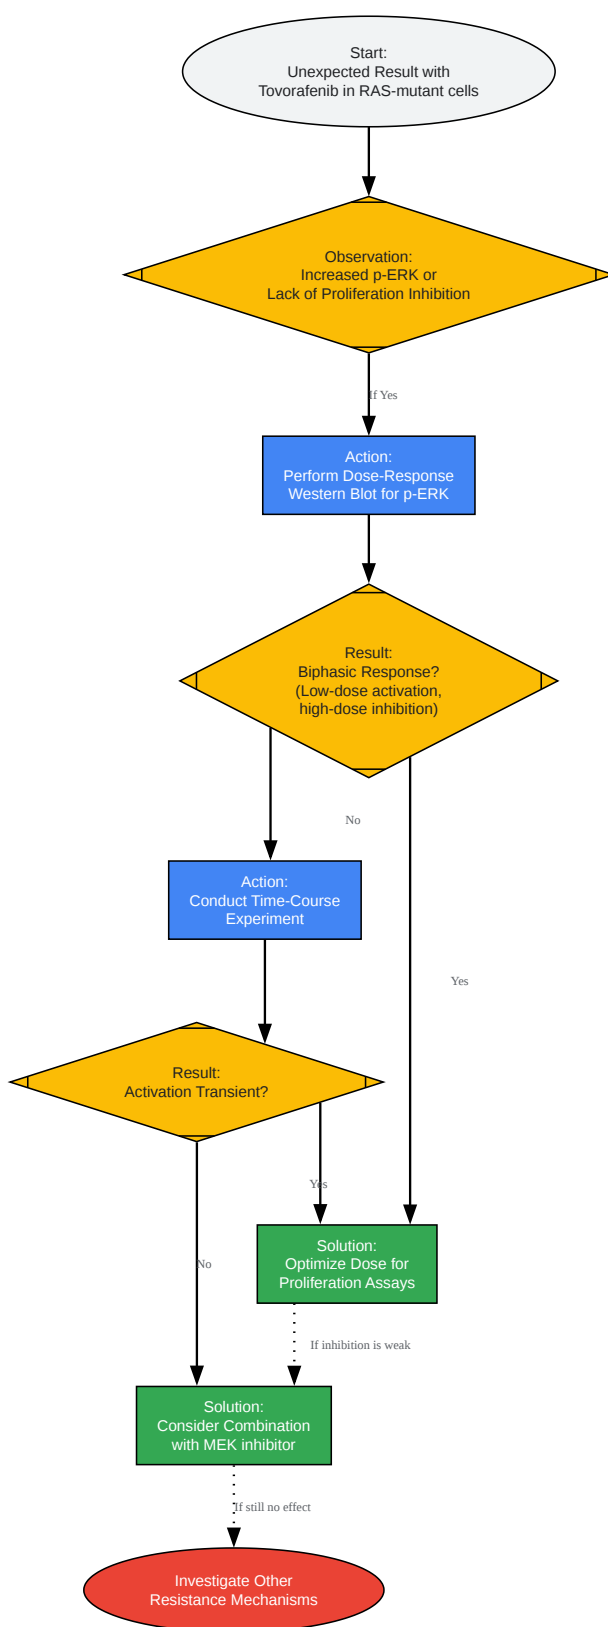 Start:
Unexpected Result with
Tovorafenib in RAS-mutant cells
Observation:
Increased p-ERK or
Lack of Proliferation Inhibition
If Yes
Action:
Perform Dose-Response
Western Blot for p-ERK
Result:
Biphasic Response?
(Low-dose activation,
high-dose inhibition)
No
Action:
Conduct Time-Course
Experiment
Yes
Result:
Activation Transient?
Yes
No
Solution:
Optimize Dose for
Proliferation Assays
If inhibition is weak
Solution:
Consider Combination
with MEK inhibitor
If still no effect
Investigate Other
Resistance Mechanisms